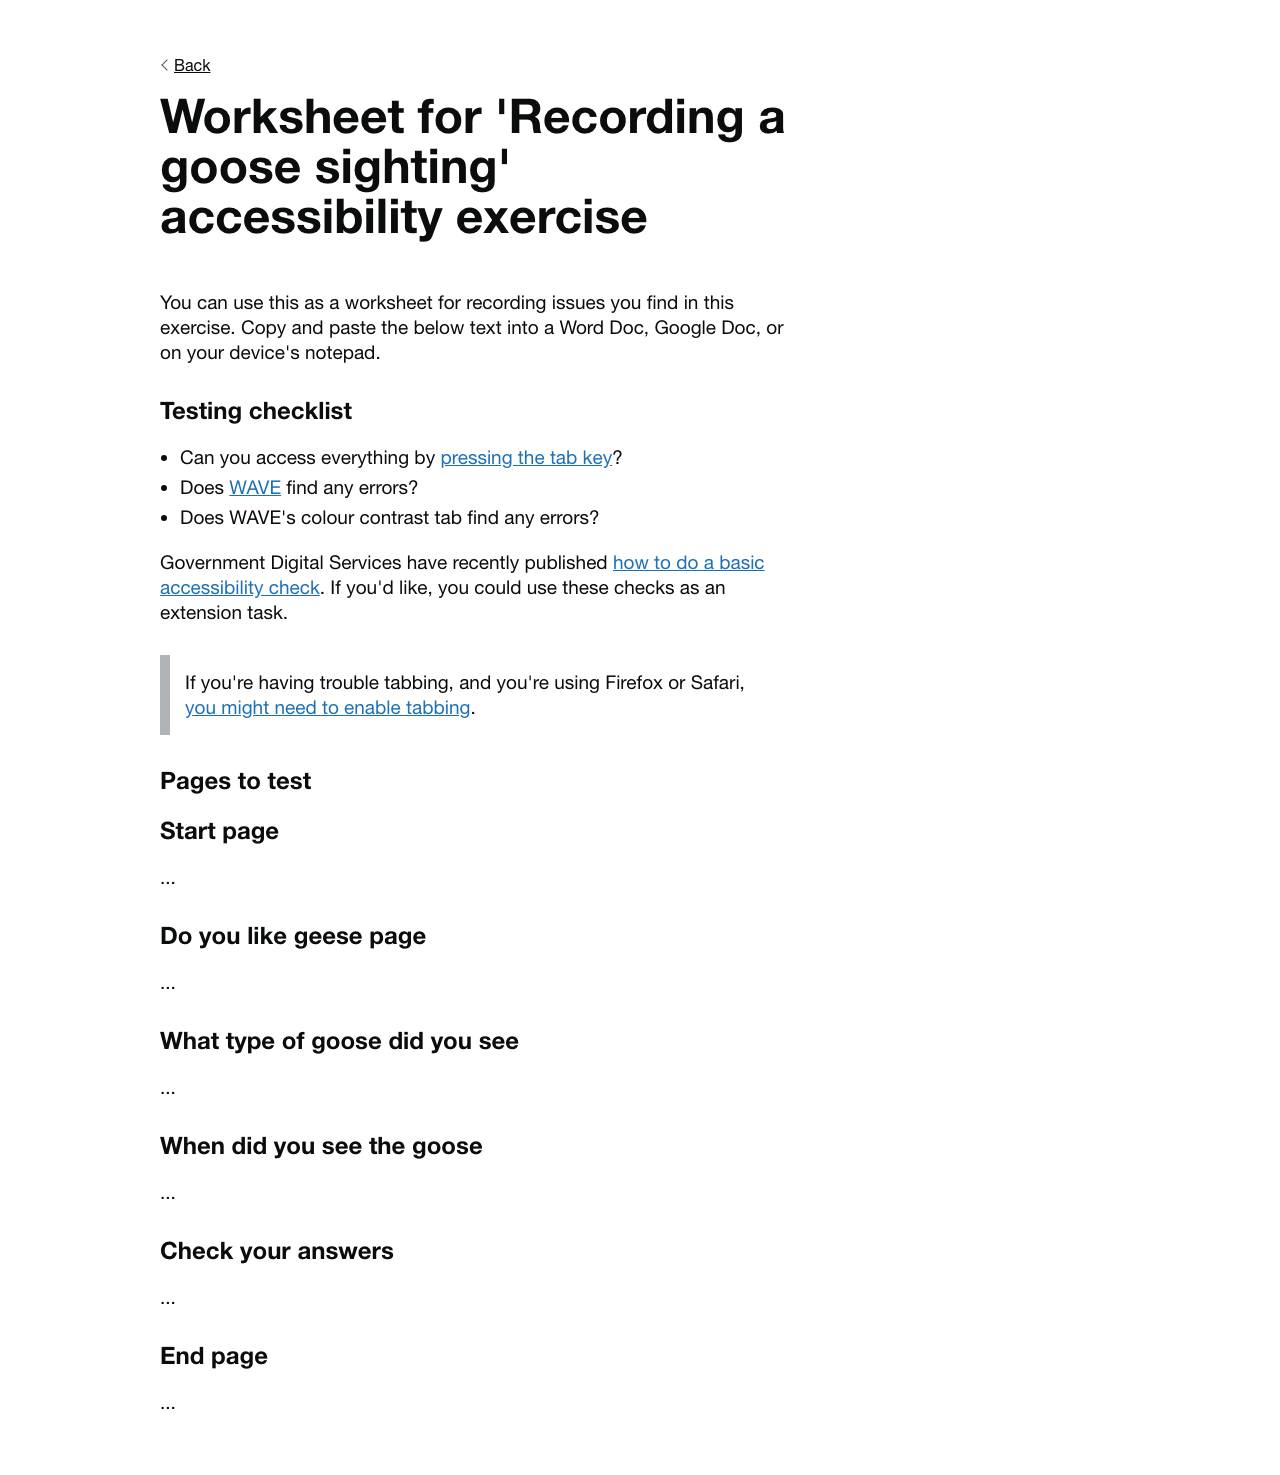 Back
Worksheet for 'Recording a
goose sighting'
accessibility exercise
You can use this as a worksheet for recording issues you find in this
exercise. Copy and paste the below text into a Word Doc, Google Doc, or
on your device's notepad.
Testing checklist
• Can you access everything by pressing the tab key?
• Does WAVE find any errors?
• Does WAVE's colour contrast tab find any errors?
Government Digital Services have recently published how to do a basic
accessibility check. If you'd like, you could use these checks as an
extension task.
If you're having trouble tabbing, and you're using Firefox or Safari,
you might need to enable tabbing.
Pages to test
Start page
...
Do you like geese page
...
What type of goose did you see
...
When did you see the goose
...
Check your answers
...
End page
...